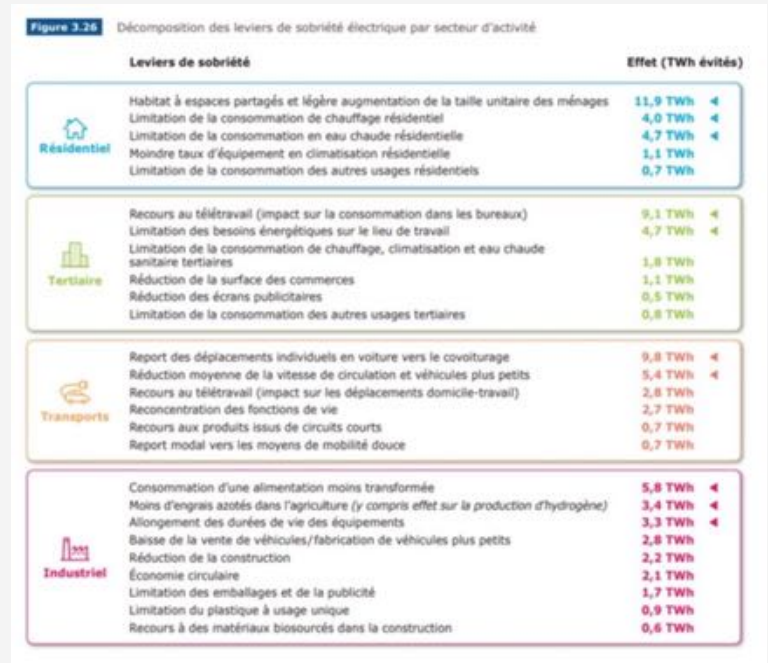 Figure 3.26 Décomposition des leviers de sobriété électrique par secteur d'activité
Leviers de sobriété Effet (TWh évités)
Résidentiel
Habitat à espaces partagés et légère augmentation de la taille unitaire des ménages 11,9 TWh
Limitation de la consommation de chauffage résidentiel 4,0 TWh
Limitation de la consommation en eau chaude résidentielle 4,7 TWh
Moindre taux d'équipement en climatisation résidentielle 1,1 TWh
Limitation de la consommation des autres usages résidentiels 0,7 TWh
Tertiaire
Recours au télétravail (impact sur la consommation dans les bureaux) 9,1 TWh
Limitation des besoins énergétiques sur le lieu de travail 4,7 TWh
Limitation de la consommation de chauffage, climatisation et eau chaude
sanitaire tertiaires 1,8 TWh
Réduction de la surface des commerces 1,1 TWh
Réduction des écrans publicitaires 0,5 TWh
Limitation de la consommation des autres usages tertiaires 0,8 TWh
Transports
Report des déplacements individuels en voiture vers le covoiturage 9,8 TWh
Réduction moyenne de la vitesse de circulation et véhicules plus petits 5,4 TWh
Recours au télétravail (impact sur les déplacements domicile-travail) 2,8 TWh
Reconcentration des fonctions de vie 2,7 TWh
Recours aux produits issus de circuits courts 0,7 TWh
Report modal vers les moyens de mobilité douce 0,7 TWh
Industriel
Consommation d'une alimentation moins transformée 5,8 TWh
Moins d'engrais azotés dans l'agriculture (y compris effet sur la production d'hydrogène) 3,4 TWh
Allongement des durées de vie des équipements 3,3 TWh
Baisse de la vente de véhicules/fabrication de véhicules plus petits 2,8 TWh
Réduction de la construction 2,2 TWh
Économie circulaire 2,1 TWh
Limitation des emballages et de la publicité 1,7 TWh
Limitation du plastique à usage unique 0,9 TWh
Recours à des matériaux biosourcés dans la construction 0,6 TWh